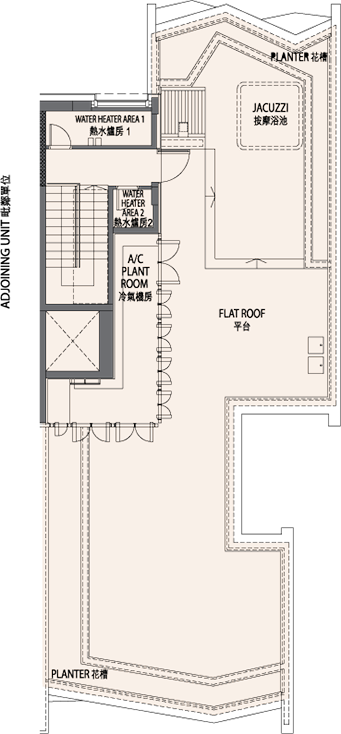 PLANTER 花槽
JACUZZI
按摩浴池
WATER HEATER AREA 1
熱水爐房 1
WATER
HEATER
AREA 2
熱水爐房2
ADJOINING UNIT 毗鄰單位
A/C
PLANT
ROOM
冷氣機房
FLAT ROOF
平台
PLANTER 花槽